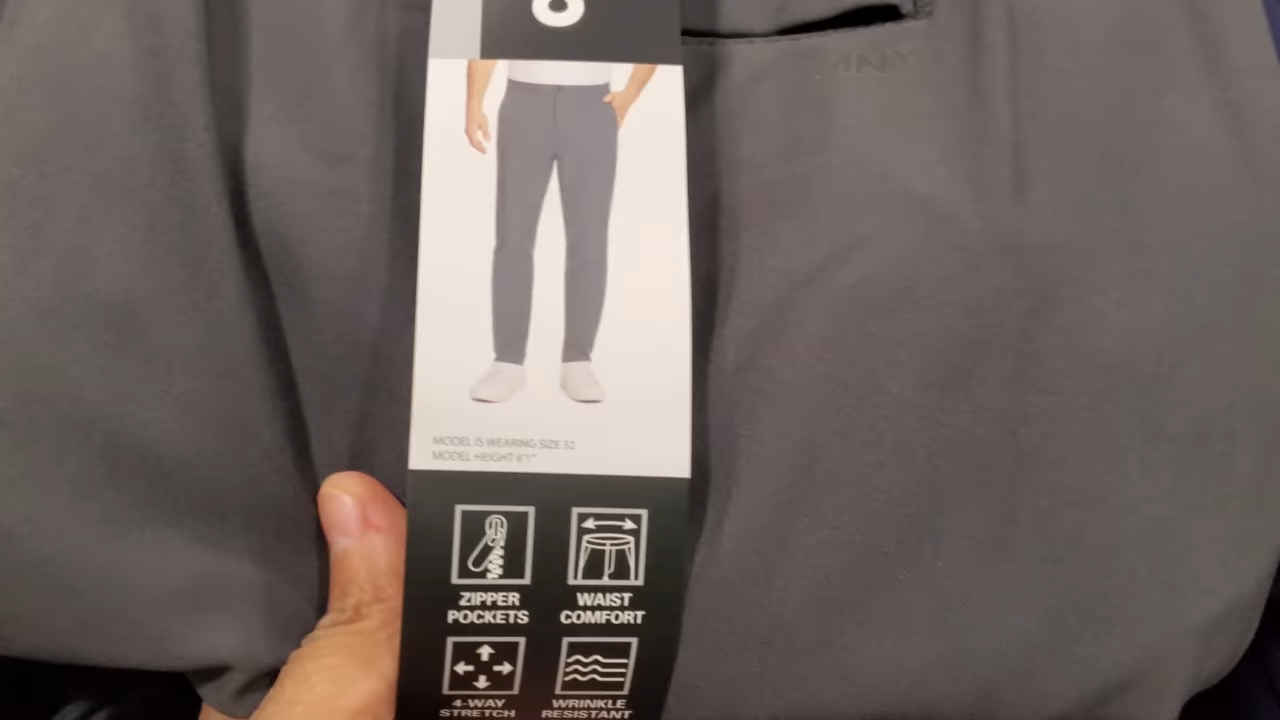 MODEL IS WEARING SIZE 32
MODEL HEIGHT 6'1"
ZIPPER
POCKETS
WAIST
COMFORT
4-WAY
STRETCH
WRINKLE
RESISTANT